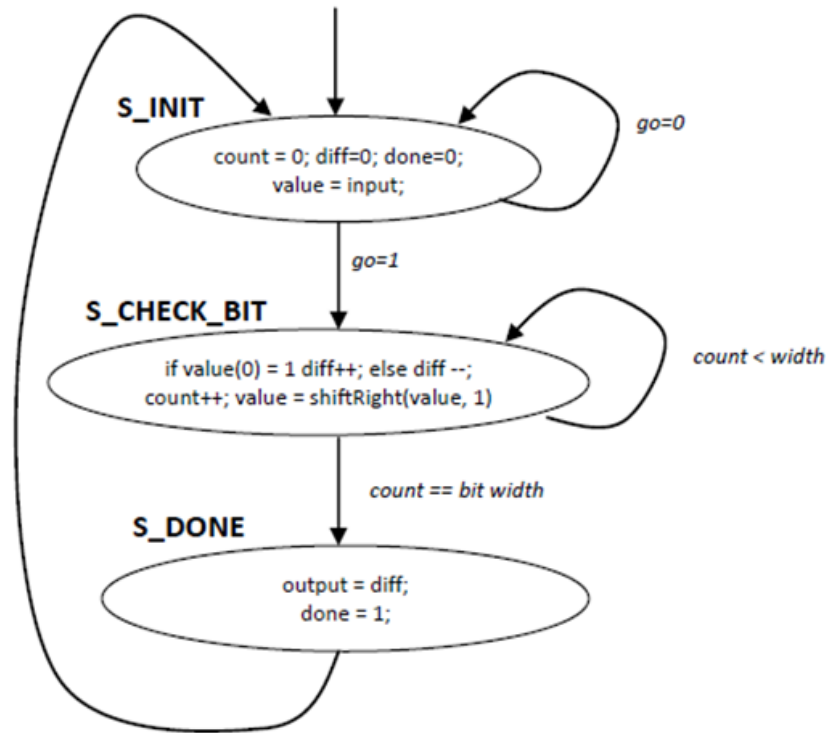 S_INIT
go=0
count = 0; diff=0; done=0;
value = input;
go=1
S_CHECK_BIT
count < width
if value(0) = 1 diff++; else diff --;
count++; value = shiftRight(value, 1)
count == bit width
S_DONE
output = diff;
done = 1;